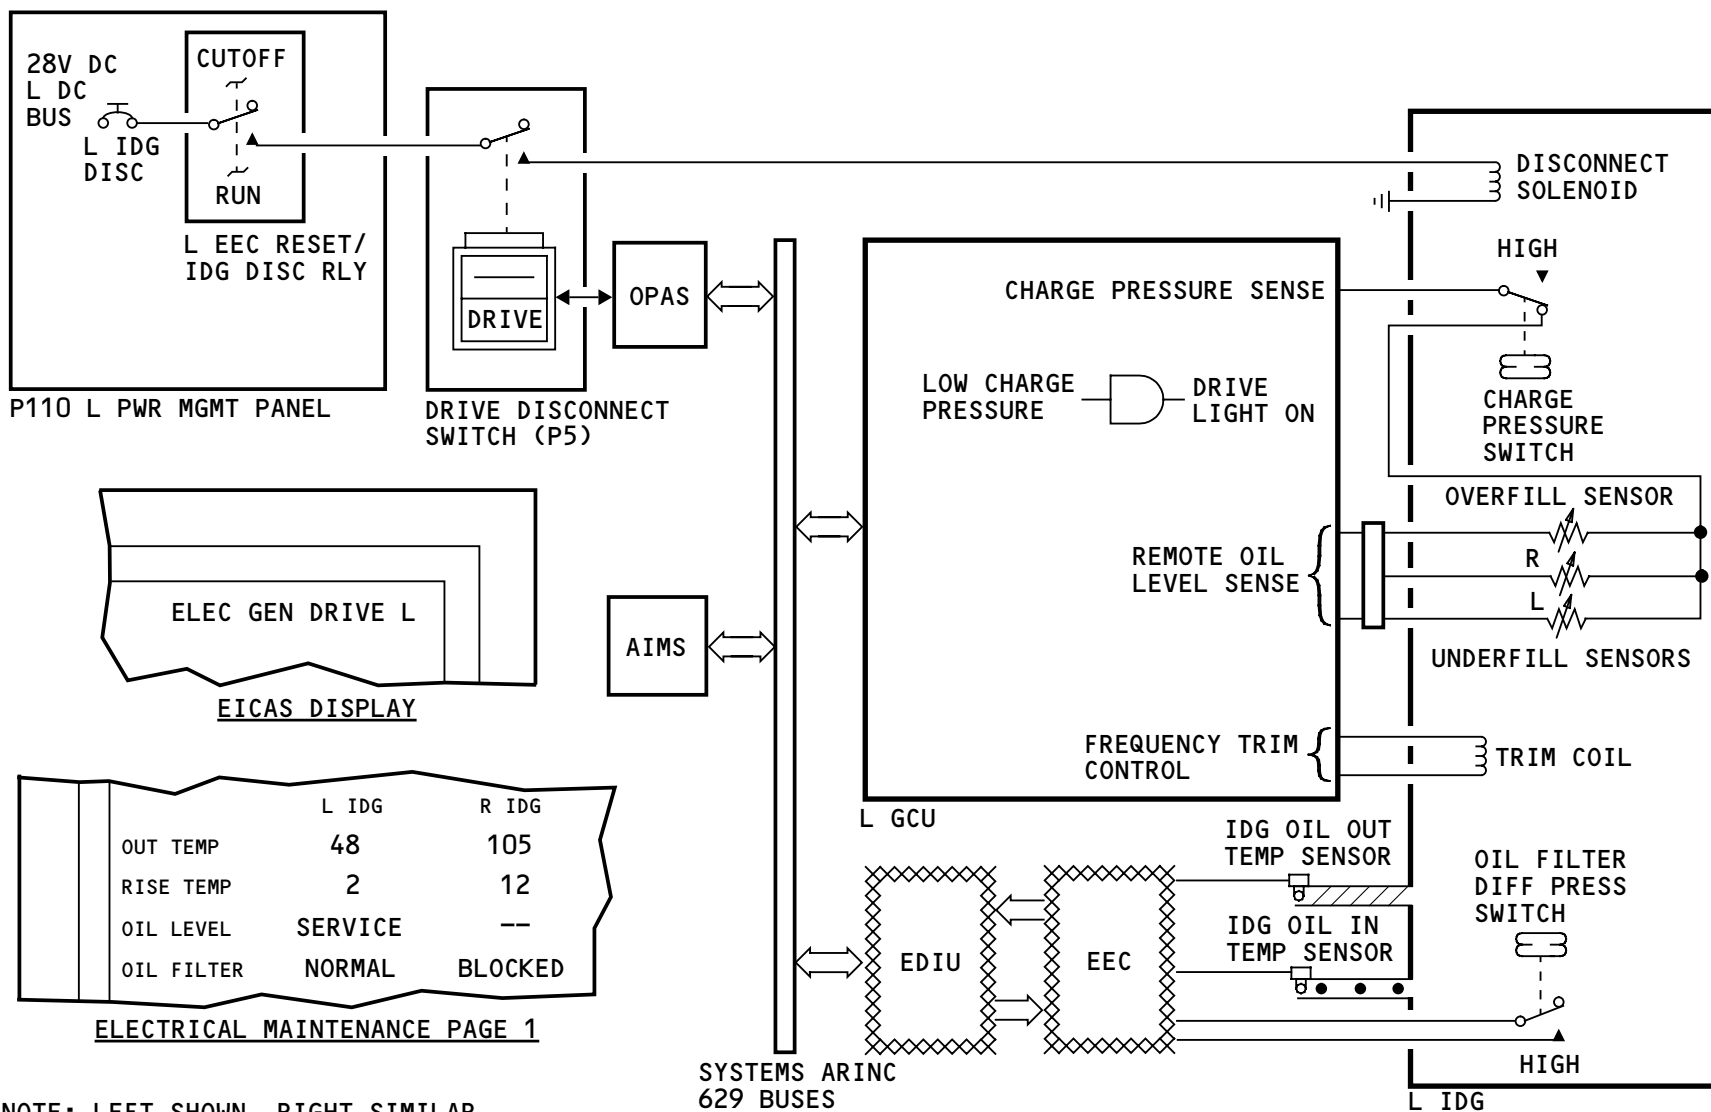 28V DC
L DC
BUS
L IDG
DISC
CUTOFF
RUN
L EEC RESET/
IDG DISC RLY
P110 L PWR MGMT PANEL
DRIVE
DRIVE DISCONNECT
SWITCH (P5)
OPAS
DISCONNECT
SOLENOID
HIGH
CHARGE PRESSURE SENSE
LOW CHARGE
PRESSURE
DRIVE
LIGHT ON
CHARGE
PRESSURE
SWITCH
OVERFILL SENSOR
REMOTE OIL
LEVEL SENSE
R
L
UNDERFILL SENSORS
ELEC GEN DRIVE L
EICAS DISPLAY
AIMS
FREQUENCY TRIM
CONTROL
TRIM COIL
L GCU
L IDG R IDG
OUT TEMP 48 105
RISE TEMP 2 12
OIL LEVEL SERVICE --
OIL FILTER NORMAL BLOCKED
ELECTRICAL MAINTENANCE PAGE 1
IDG OIL OUT
TEMP SENSOR
IDG OIL IN
TEMP SENSOR
OIL FILTER
DIFF PRESS
SWITCH
EDIU
EEC
HIGH
SYSTEMS ARINC
629 BUSES
L IDG
NOTE: LEFT SHOWN, RIGHT SIMILAR